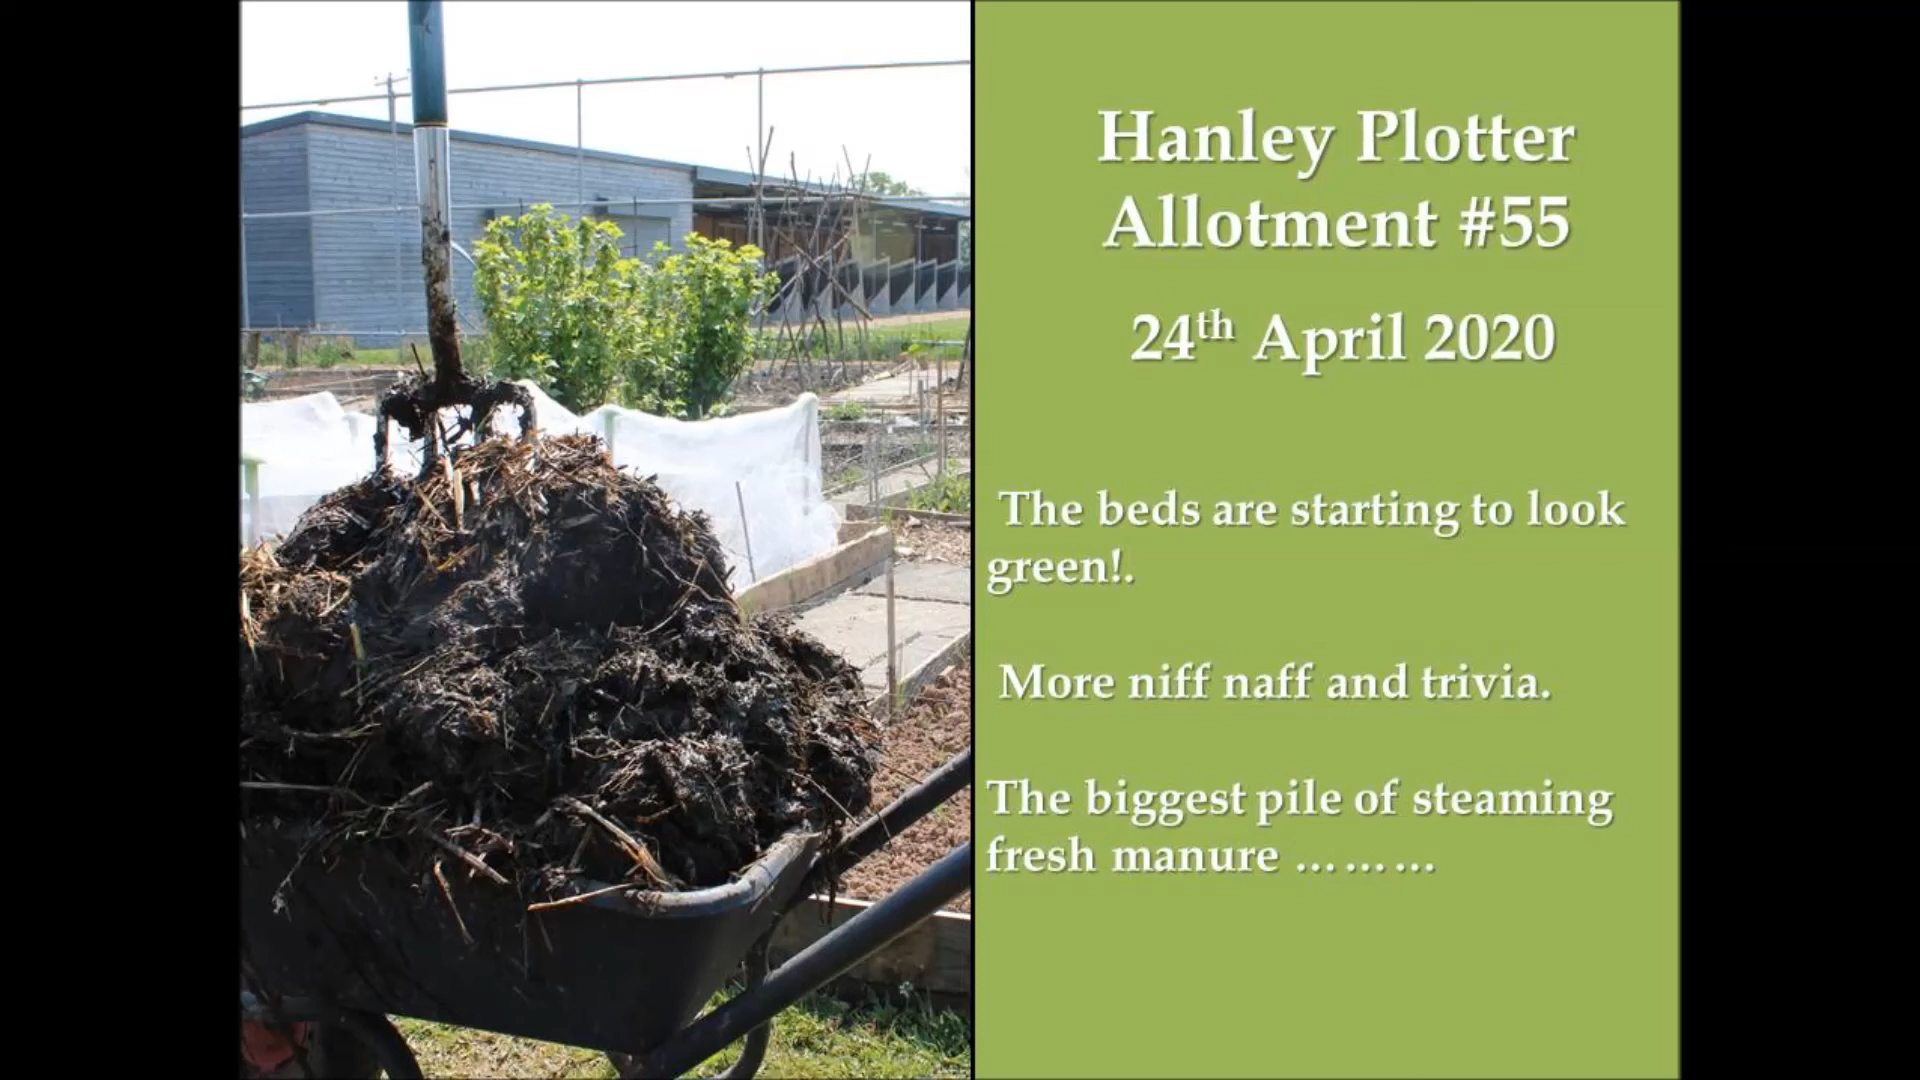 Hanley Plotter
Allotment #55
24th April 2020
The beds are starting to look
green!.
More niff naff and trivia.
The biggest pile of steaming
fresh manure ………